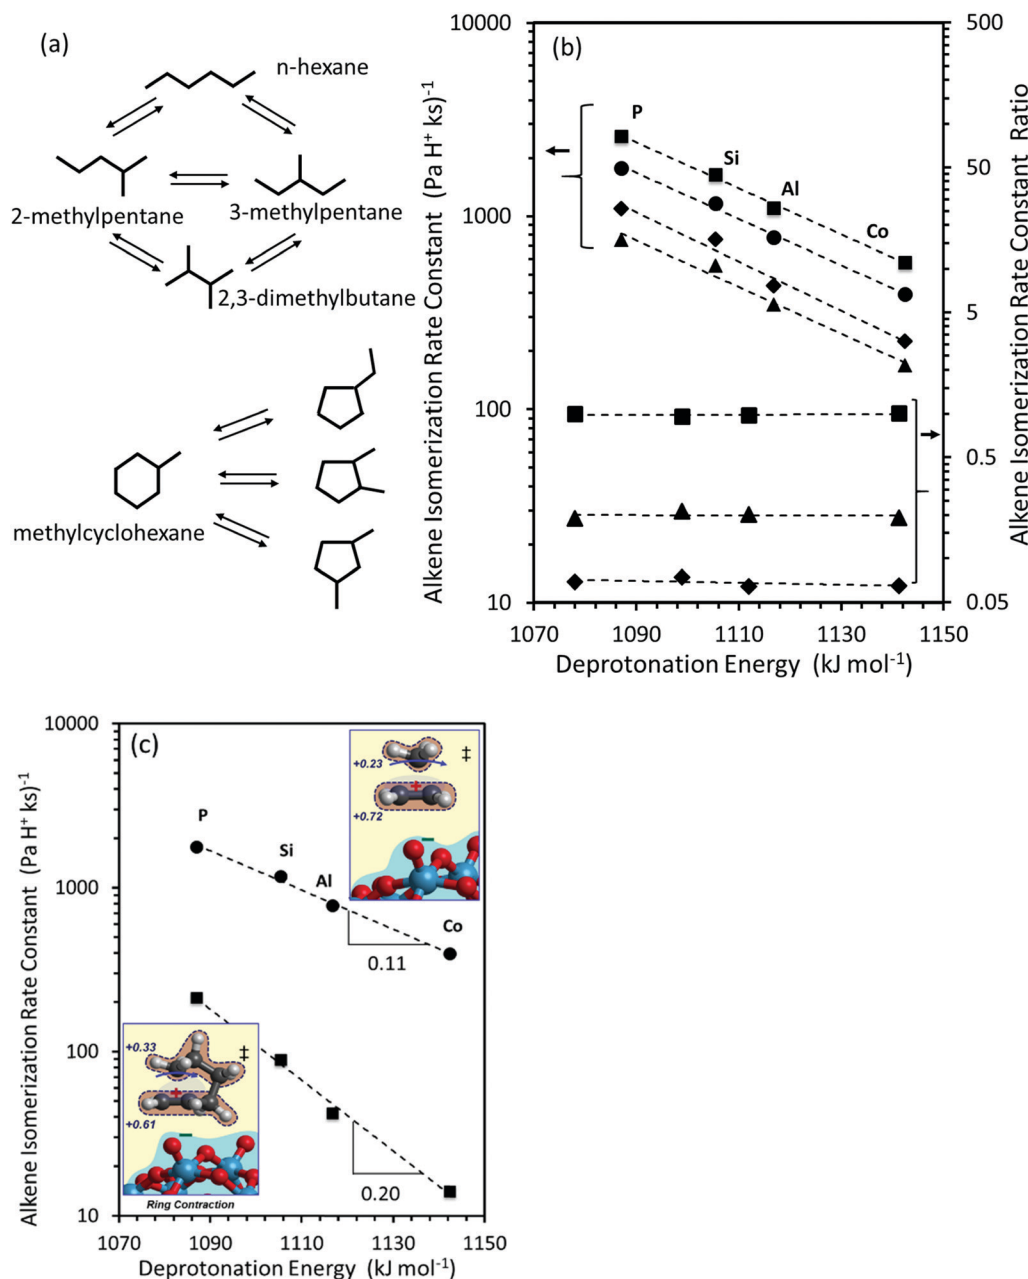 (a)
n-hexane
2-methylpentane
3-methylpentane
2,3-dimethylbutane
methylcyclohexane
(b)
Alkene Isomerization Rate Constant (Pa H⁺ ks)⁻¹
10000
1000
100
10
P
Si
Al
Co
500
50
5
0.5
0.05
Alkene Isomerization Rate Constant Ratio
1070
1090
1110
1130
1150
Deprotonation Energy (kJ mol⁻¹)
(c)
Alkene Isomerization Rate Constant (Pa H⁺ ks)⁻¹
10000
1000
100
10
P
Si
Al
Co
+0.23
‡
+
+0.72
−
0.11
+0.33
‡
+
+0.61
−
Ring Contraction
0.20
1070
1090
1110
1130
1150
Deprotonation Energy (kJ mol⁻¹)